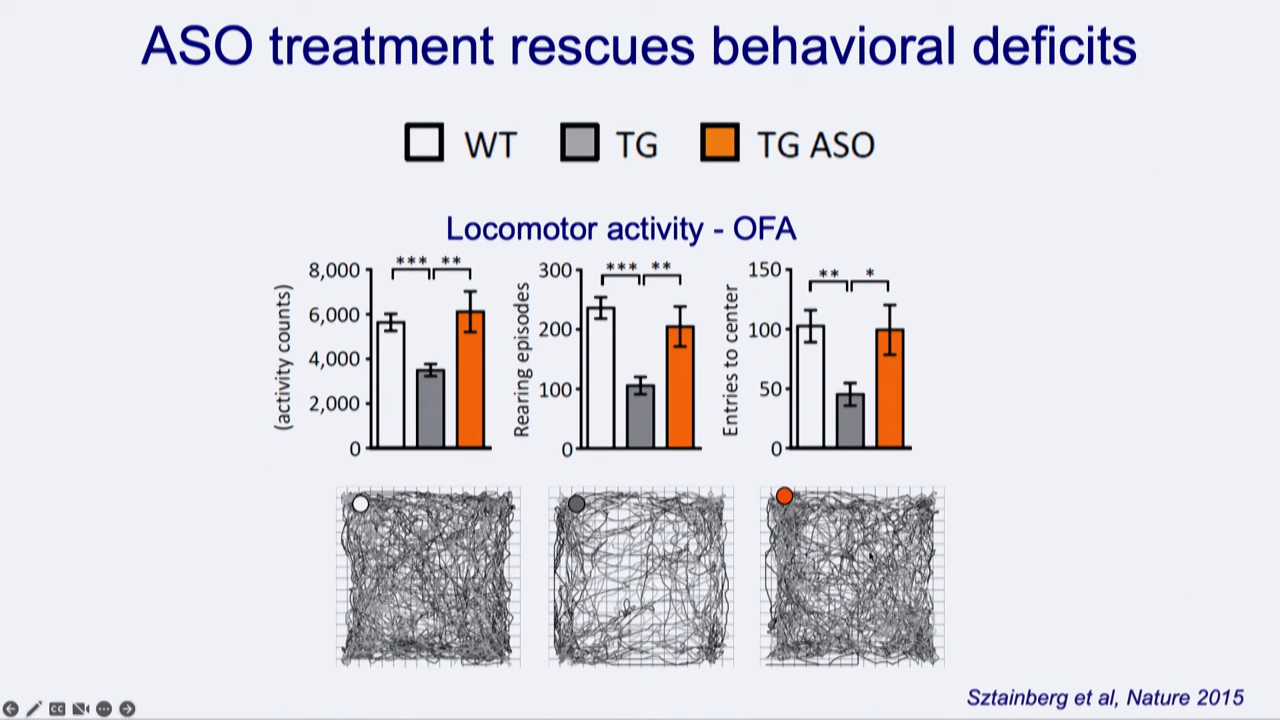 ASO treatment rescues behavioral deficits
WT TG TG ASO
Locomotor activity - OFA
(activity counts)
8,000
6,000
4,000
2,000
0
*** **
Rearing episodes
300
200
100
0
*** **
Entries to center
150
100
50
0
** *
CC
Sztainberg et al, Nature 2015